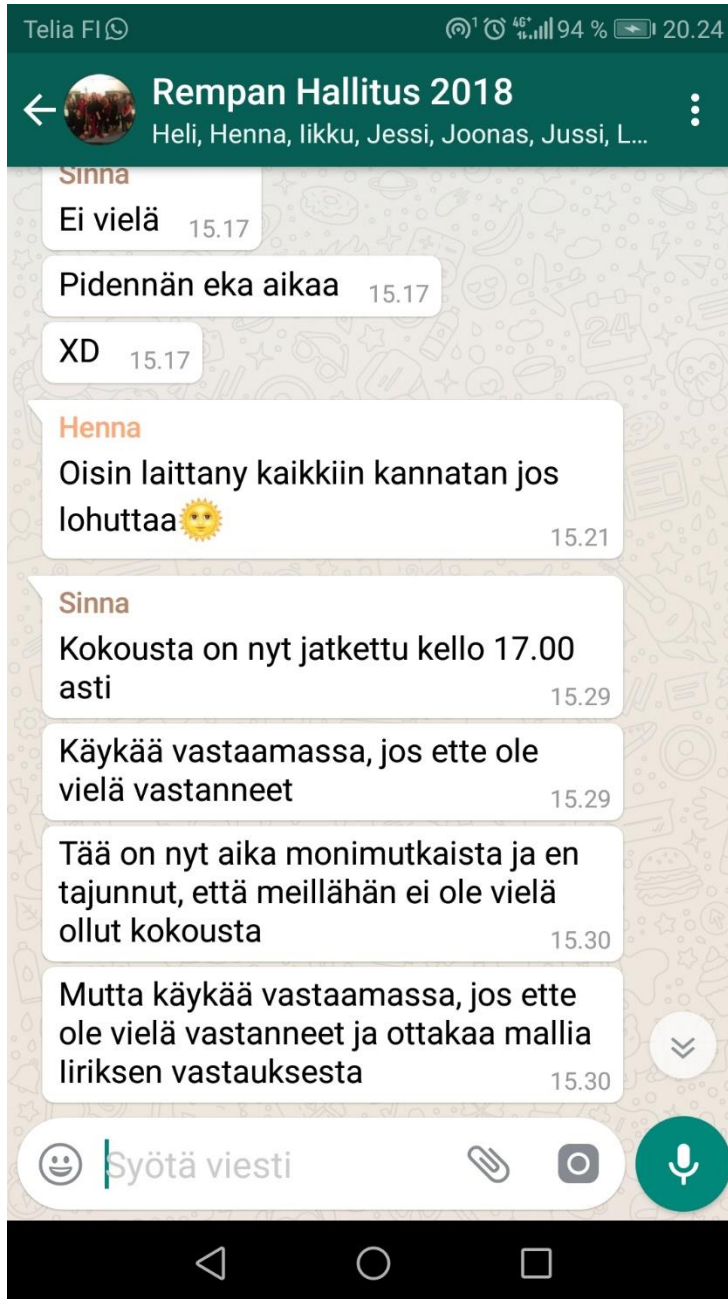 Telia FI 1 4G+ 94 % 20.24
Rempan Hallitus 2018
Heli, Henna, Iikku, Jessi, Joonas, Jussi, L...
Sinna
Ei vielä 15.17
Pidennän eka aikaa 15.17
XD 15.17
Henna
Oisin laittany kaikkiin kannatan jos
lohuttaa🌞 15.21
Sinna
Kokousta on nyt jatkettu kello 17.00
asti 15.29
Käykää vastaamassa, jos ette ole
vielä vastanneet 15.29
Tää on nyt aika monimutkaista ja en
tajunnut, että meillähän ei ole vielä
ollut kokousta 15.30
Mutta käykää vastaamassa, jos ette
ole vielä vastanneet ja ottakaa mallia
Iiriksen vastauksesta 15.30
Syötä viesti